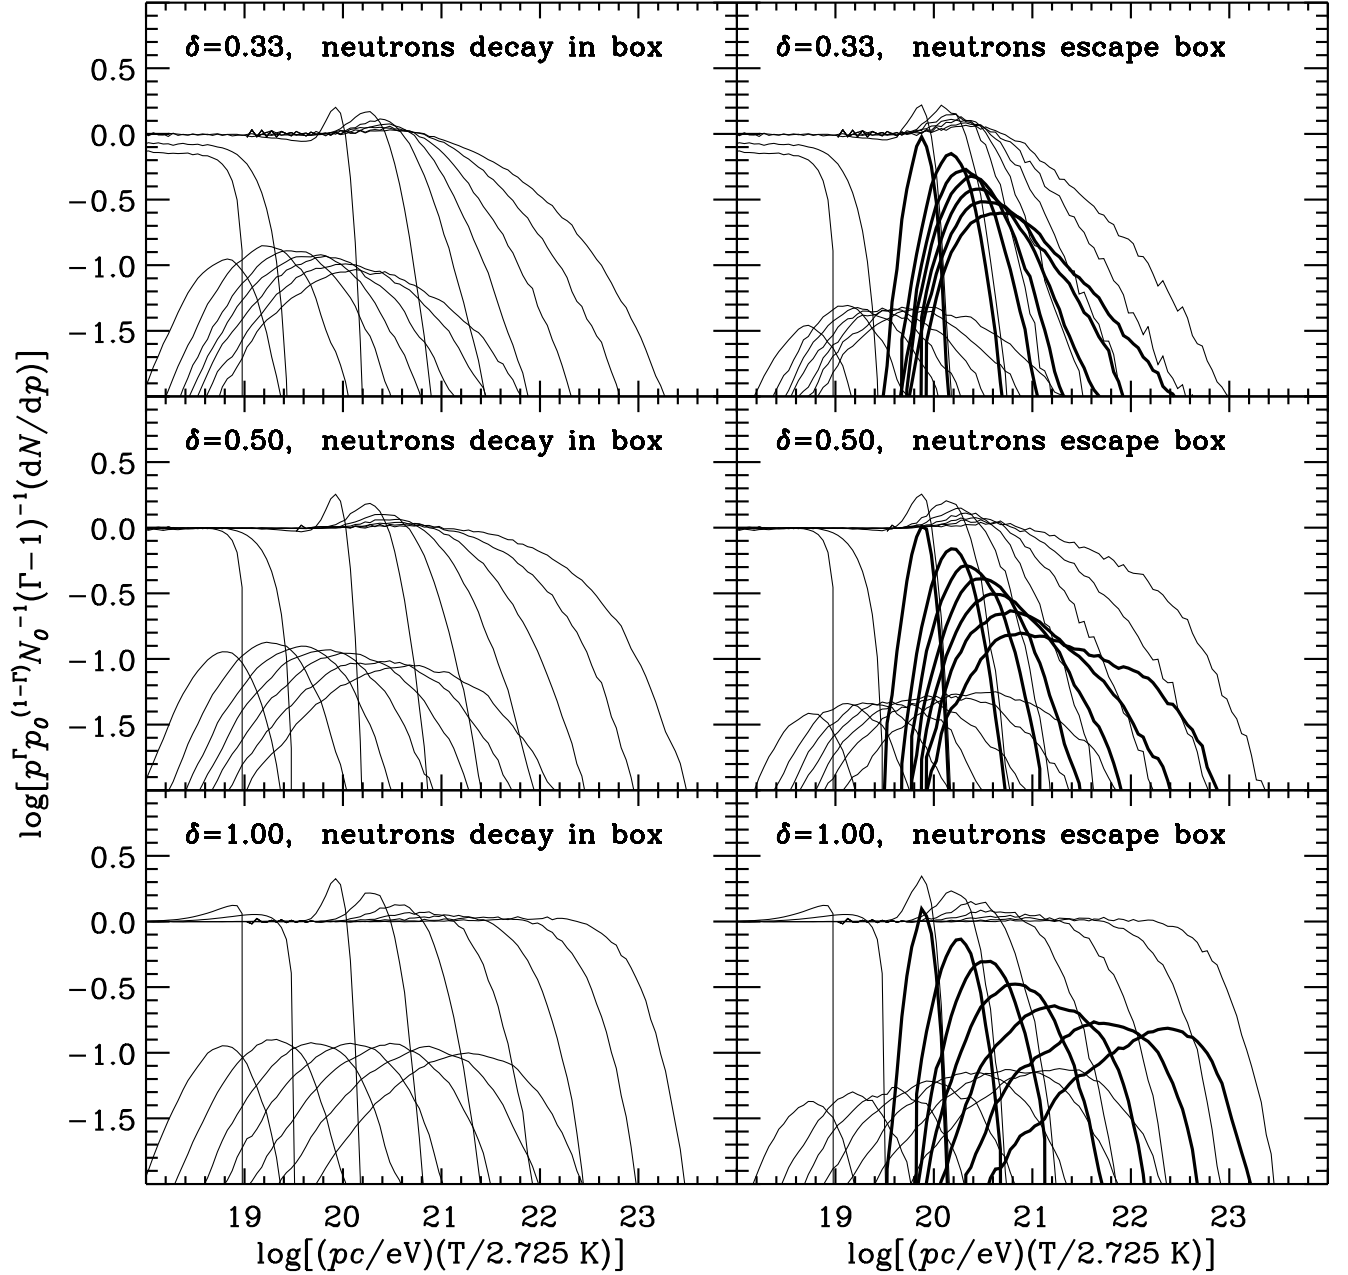 δ=0.33, neutrons decay in box
δ=0.33, neutrons escape box
0.5
0.0
−0.5
−1.0
−1.5
δ=0.50, neutrons decay in box
δ=0.50, neutrons escape box
0.5
0.0
−0.5
−1.0
−1.5
δ=1.00, neutrons decay in box
δ=1.00, neutrons escape box
0.5
0.0
−0.5
−1.0
−1.5
log[p^Γ p_0^(1−Γ) N_0^−1 (Γ−1)^−1 (dN/dp)]
19 20 21 22 23
19 20 21 22 23
log[(pc/eV)(T/2.725 K)]
log[(pc/eV)(T/2.725 K)]